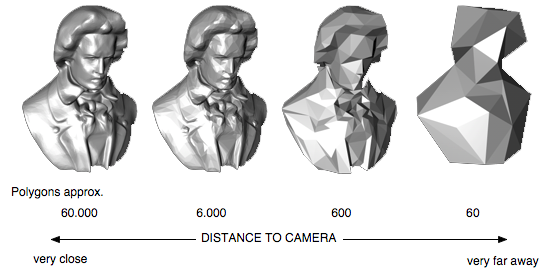 Polygons approx.
60.000 6.000 600 60
DISTANCE TO CAMERA
very close very far away